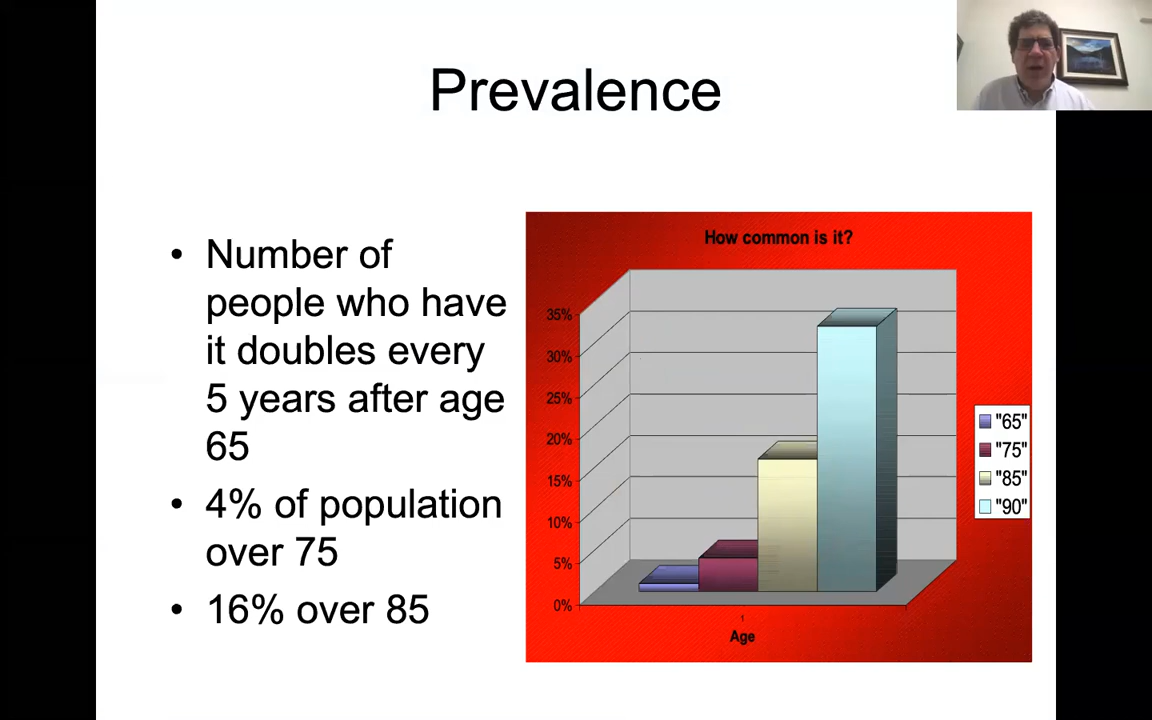 Prevalence
• Number of
people who have
it doubles every
5 years after age
65
• 4% of population
over 75
• 16% over 85
How common is it?
35%
30%
25%
20%
15%
10%
5%
0%
1
Age
"65"
"75"
"85"
"90"